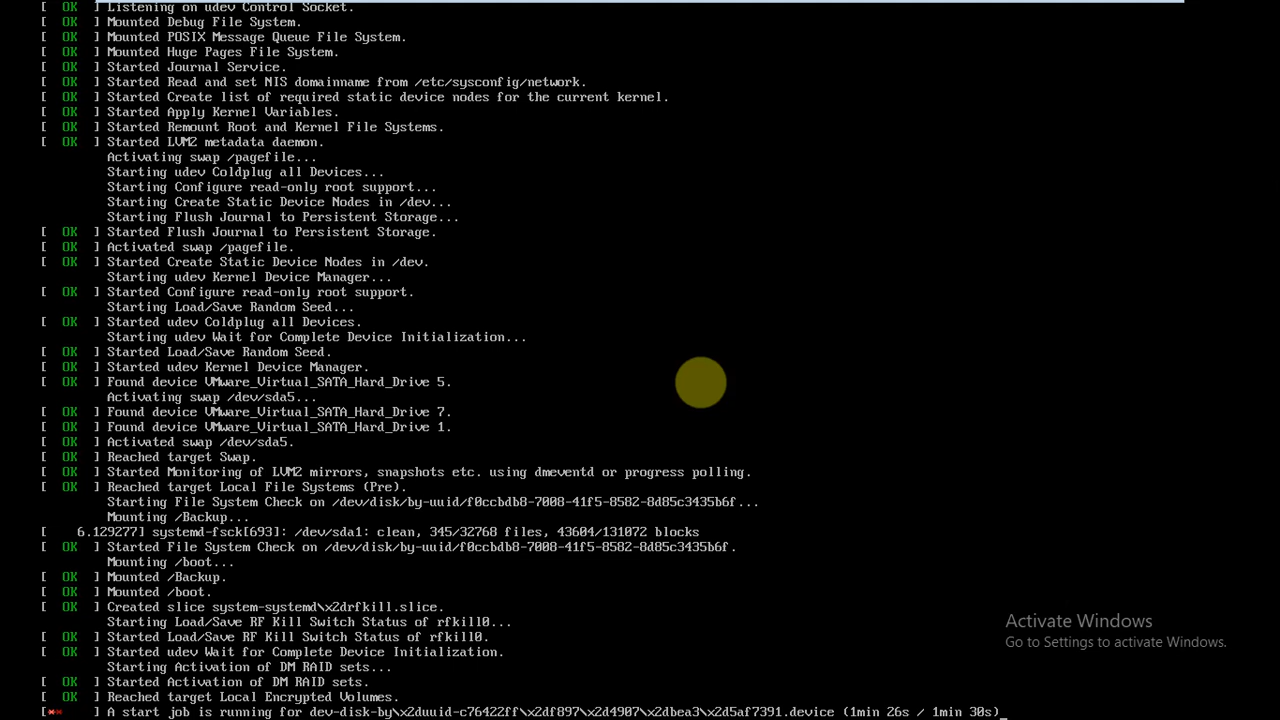 [  OK  ] Listening on udev Control Socket.
[  OK  ] Mounted Debug File System.
[  OK  ] Mounted POSIX Message Queue File System.
[  OK  ] Mounted Huge Pages File System.
[  OK  ] Started Journal Service.
[  OK  ] Started Read and set NIS domainname from /etc/sysconfig/network.
[  OK  ] Started Create list of required static device nodes for the current kernel.
[  OK  ] Started Apply Kernel Variables.
[  OK  ] Started Remount Root and Kernel File Systems.
[  OK  ] Started LVM2 metadata daemon.
Activating swap /pagefile...
Starting udev Coldplug all Devices...
Starting Configure read-only root support...
Starting Create Static Device Nodes in /dev...
Starting Flush Journal to Persistent Storage...
[  OK  ] Started Flush Journal to Persistent Storage.
[  OK  ] Activated swap /pagefile.
[  OK  ] Started Create Static Device Nodes in /dev.
Starting udev Kernel Device Manager...
[  OK  ] Started Configure read-only root support.
Starting Load/Save Random Seed...
[  OK  ] Started udev Coldplug all Devices.
Starting udev Wait for Complete Device Initialization...
[  OK  ] Started Load/Save Random Seed.
[  OK  ] Started udev Kernel Device Manager.
[  OK  ] Found device VMware_Virtual_SATA_Hard_Drive 5.
Activating swap /dev/sda5...
[  OK  ] Found device VMware_Virtual_SATA_Hard_Drive 7.
[  OK  ] Found device VMware_Virtual_SATA_Hard_Drive 1.
[  OK  ] Activated swap /dev/sda5.
[  OK  ] Reached target Swap.
[  OK  ] Started Monitoring of LVM2 mirrors, snapshots etc. using dmeventd or progress polling.
[  OK  ] Reached target Local File Systems (Pre).
Starting File System Check on /dev/disk/by-uuid/f0ccbdb8-7008-41f5-8582-8d85c3435b6f...
Mounting /Backup...
[    6.129277] systemd-fsck[693]: /dev/sda1: clean, 345/32768 files, 43604/131072 blocks
[  OK  ] Started File System Check on /dev/disk/by-uuid/f0ccbdb8-7008-41f5-8582-8d85c3435b6f.
Mounting /boot...
[  OK  ] Mounted /Backup.
[  OK  ] Mounted /boot.
[  OK  ] Created slice system-systemd\x2drfkill.slice.
Starting Load/Save RF Kill Switch Status of rfkill0...
[  OK  ] Started Load/Save RF Kill Switch Status of rfkill0.
[  OK  ] Started udev Wait for Complete Device Initialization.
Starting Activation of DM RAID sets...
[  OK  ] Started Activation of DM RAID sets.
[  OK  ] Reached target Local Encrypted Volumes.
[**    ] A start job is running for dev-disk-by\x2duuid-c76422ff\x2df897\x2d4907\x2dbea3\x2d5af7391.device (1min 26s / 1min 30s)_
Activate Windows
Go to Settings to activate Windows.